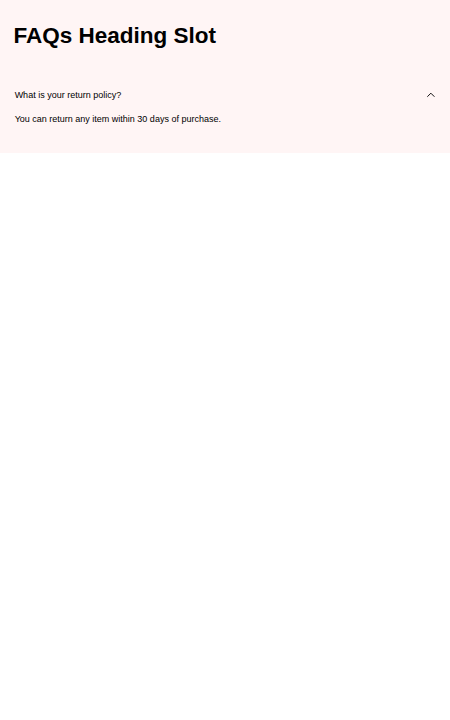 FAQs Heading Slot
What is your return policy?
You can return any item within 30 days of purchase.